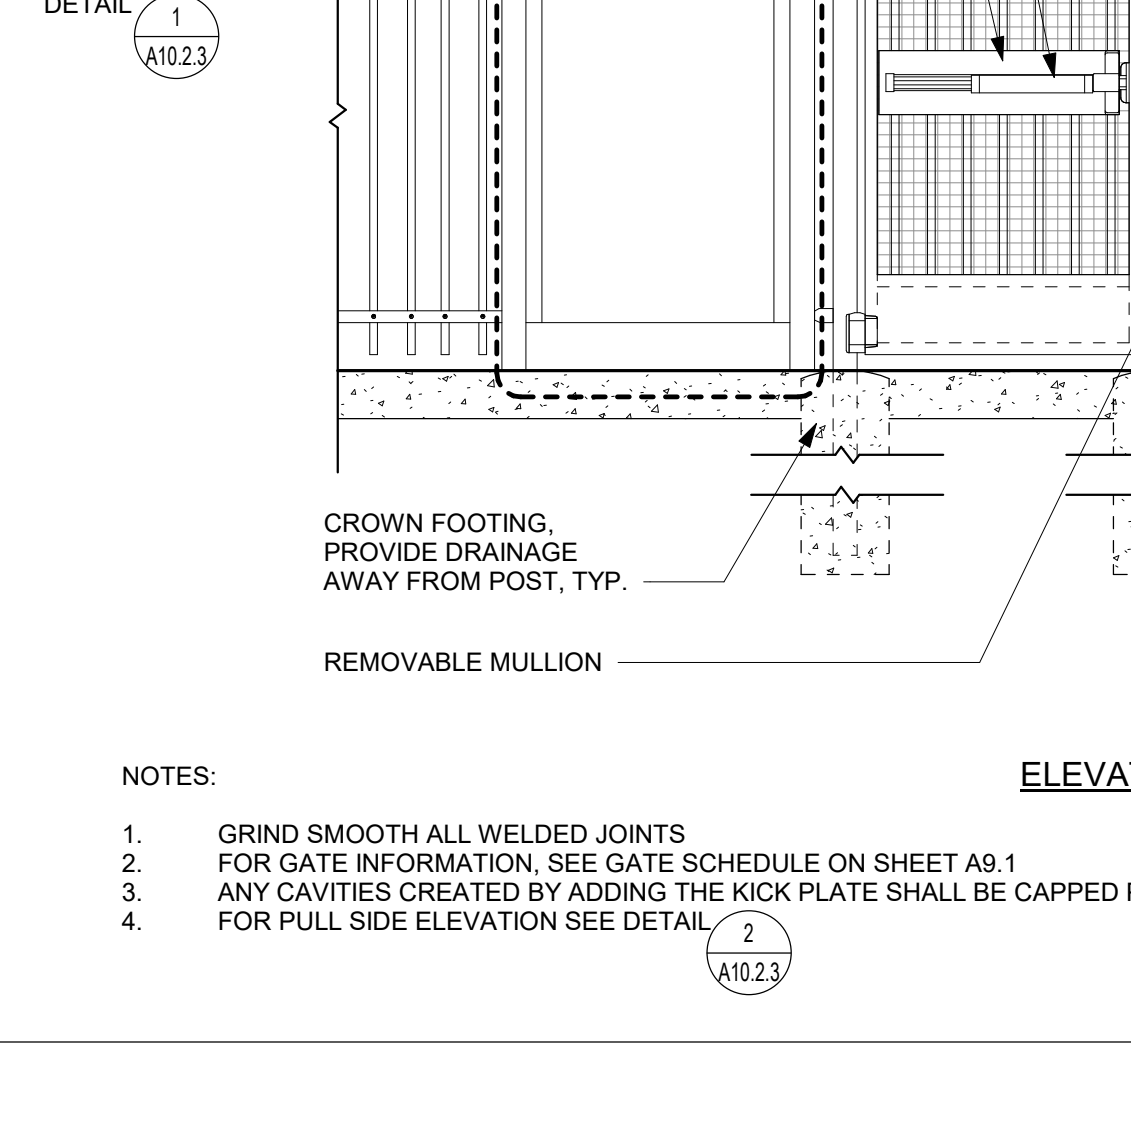 DETAIL
1
A10.2.3
CROWN FOOTING,
PROVIDE DRAINAGE
AWAY FROM POST, TYP.
REMOVABLE MULLION
NOTES:
1. GRIND SMOOTH ALL WELDED JOINTS
2. FOR GATE INFORMATION, SEE GATE SCHEDULE ON SHEET A9.1
3. ANY CAVITIES CREATED BY ADDING THE KICK PLATE SHALL BE CAPPED
4. FOR PULL SIDE ELEVATION SEE DETAIL
2
A10.2.3